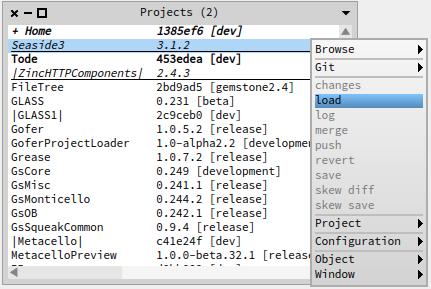 Projects (2)
+ Home 1385ef6 [dev]
Seaside3 3.1.2
Tode 453edea [dev]
|ZincHTTPComponents| 2.4.3
FileTree 2bd9ad5 [gemstone2.4]
GLASS 0.231 [beta]
|GLASS1| 2c9ceb0 [dev]
Gofer 1.0.5.2 [release]
GoferProjectLoader 1.0-alpha2.2 [developmen
Grease 1.0.7.2 [release]
GsCore 0.249 [development]
GsMisc 0.241.1 [release]
GsMonticello 0.244.2 [release]
GsOB 0.242.1 [release]
GsSqueakCommon 0.9.4 [release]
|Metacello| c41e24f [dev]
MetacelloPreview 1.0.0-beta.32.1 [release
Browse
Git
changes
load
log
merge
push
revert
save
skew diff
skew save
Project
Configuration
Object
Window